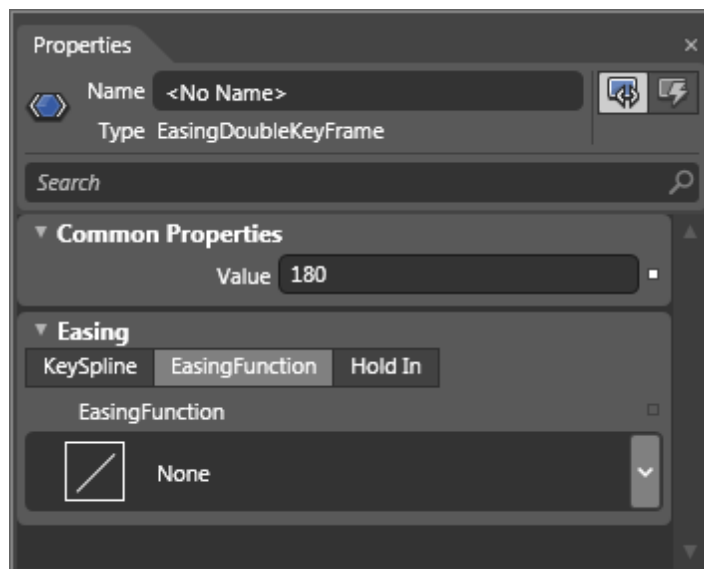 Properties
Name <No Name>
Type EasingDoubleKeyFrame
Search
Common Properties
Value 180
Easing
KeySpline EasingFunction Hold In
EasingFunction
None